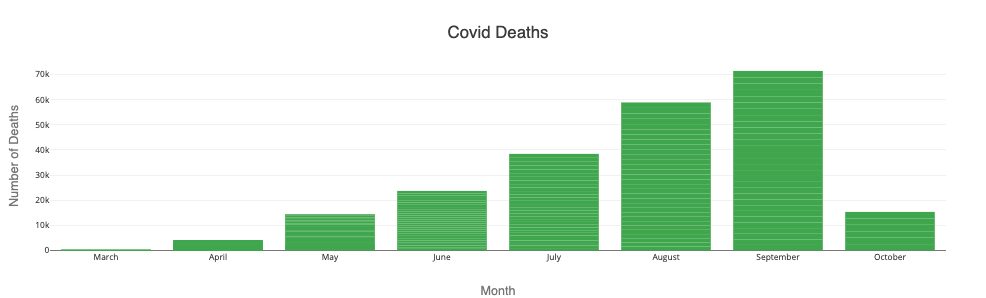 Covid Deaths
Number of Deaths
70k
60k
50k
40k
30k
20k
10k
0
March April May June July August September October
Month